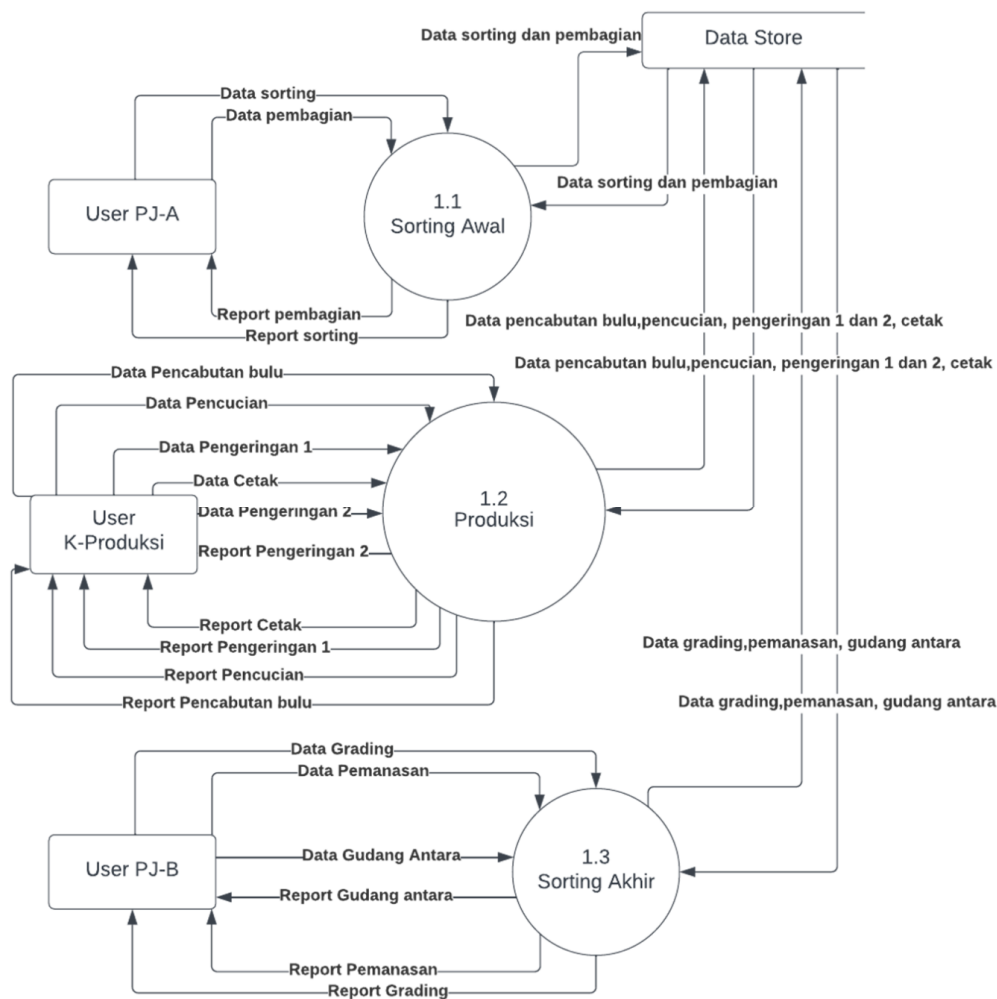 Data sorting dan pembagian
Data Store
Data sorting
Data pembagian
1.1
Sorting Awal
User PJ-A
Data sorting dan pembagian
Report pembagian
Report sorting
Data pencabutan bulu,pencucian, pengeringan 1 dan 2, cetak
Data pencabutan bulu,pencucian, pengeringan 1 dan 2, cetak
Data Pencabutan bulu
Data Pencucian
Data Pengeringan 1
Data Cetak
Data Pengeringan 2
User
K-Produksi
1.2
Produksi
Report Pengeringan 2
Report Cetak
Report Pengeringan 1
Report Pencucian
Report Pencabutan bulu
Data grading,pemanasan, gudang antara
Data grading,pemanasan, gudang antara
Data Grading
Data Pemanasan
Data Gudang Antara
User PJ-B
1.3
Sorting Akhir
Report Gudang antara
Report Pemanasan
Report Grading